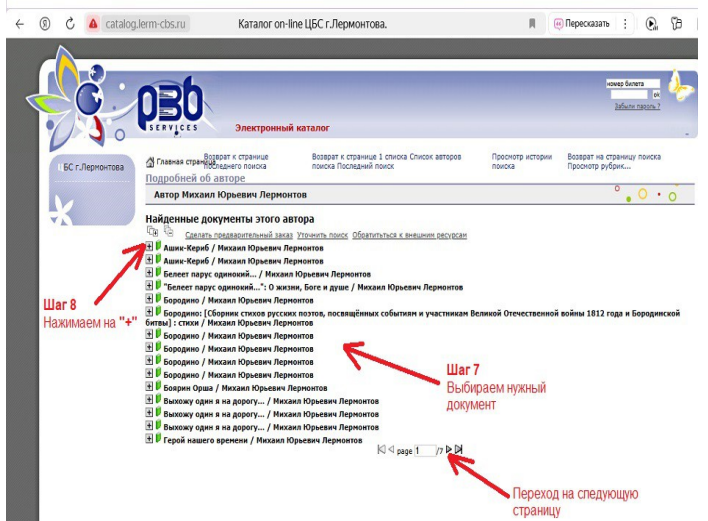 catalog.lerm-cbs.ru
Каталог on-line ЦБС г.Лермонтова.
Пересказать
номер билета
ok
Забыли пароль ?
рзв
SERVICES
Электронный каталог
ЦБС г.Лермонтова
Главная страница
Возврат к странице последнего поиска
Возврат к странице 1 списка Список авторов
поиска Последний поиск
Просмотр истории
поиска
Возврат на страницу поиска
Просмотр рубрик...
Подробней об авторе
Автор Михаил Юрьевич Лермонтов
Найденные документы этого автора
Сделать предварительный заказ Уточнить поиск Обратиться к внешним ресурсам
Ашик-Кериб / Михаил Юрьевич Лермонтов
Ашик-Кериб / Михаил Юрьевич Лермонтов
Белеет парус одинокий... / Михаил Юрьевич Лермонтов
"Белеет парус одинокий...": О жизни, Боге и душе / Михаил Юрьевич Лермонтов
Бородино / Михаил Юрьевич Лермонтов
Бородино: [Сборник стихов русских поэтов, посвящённых событиям и участникам Великой Отечественной войны 1812 года и Бородинской
битвы] : стихи / Михаил Юрьевич Лермонтов
Бородино / Михаил Юрьевич Лермонтов
Бородино / Михаил Юрьевич Лермонтов
Бородино / Михаил Юрьевич Лермонтов
Бородино / Михаил Юрьевич Лермонтов
Боярин Орша / Михаил Юрьевич Лермонтов
Выхожу один я на дорогу... / Михаил Юрьевич Лермонтов
Выхожу один я на дорогу... / Михаил Юрьевич Лермонтов
Выхожу один я на дорогу... / Михаил Юрьевич Лермонтов
Герой нашего времени / Михаил Юрьевич Лермонтов
page 1 /7
Шаг 8
Нажимаем на "+"
Шаг 7
Выбираем нужный
документ
Переход на следующую
страницу